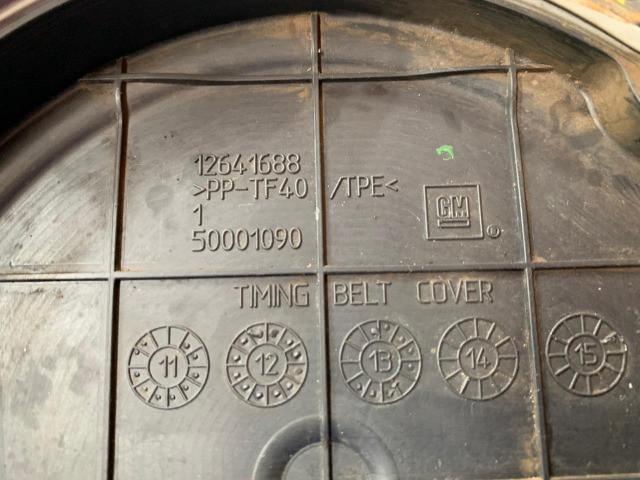 12641688
>PP-TF40 /TPE<
1
50001090
GM ®
TIMING BELT COVER
11 12 13 14 15